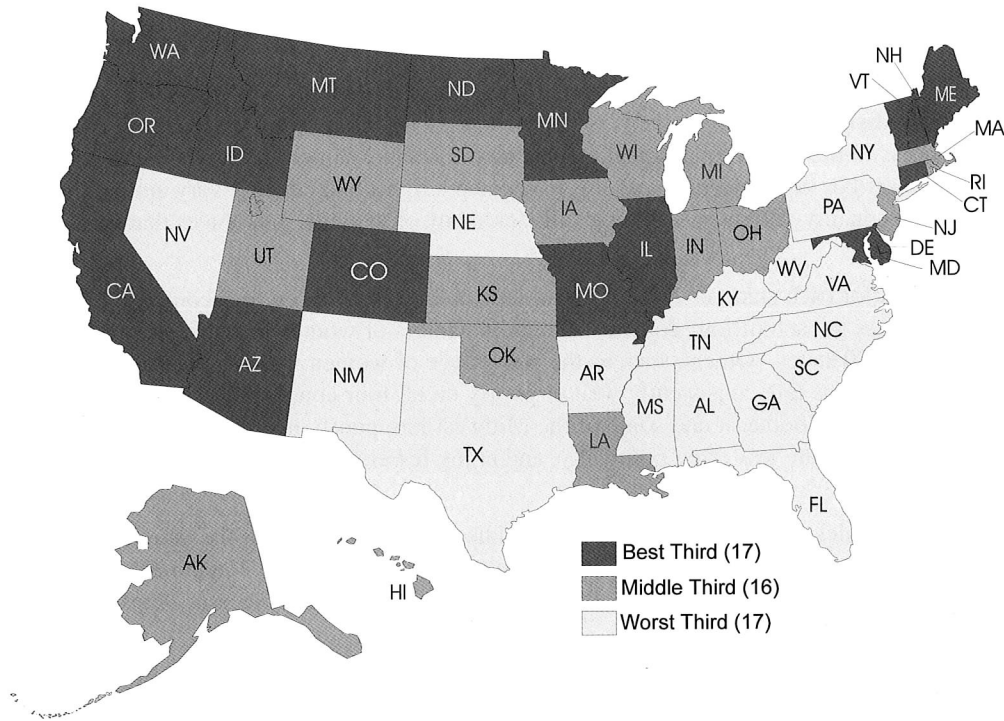 WA
MT
ND
MN
OR
ID
SD
WI
MI
WY
IA
NE
NV
UT
CO
IL
IN
OH
CA
KS
MO
AZ
NM
OK
AR
TX
LA
KY
WV
VA
TN
NC
SC
MS
AL
GA
FL
NY
PA
NH
VT
ME
MA
RI
CT
NJ
DE
MD
AK
HI
Best Third (17)
Middle Third (16)
Worst Third (17)